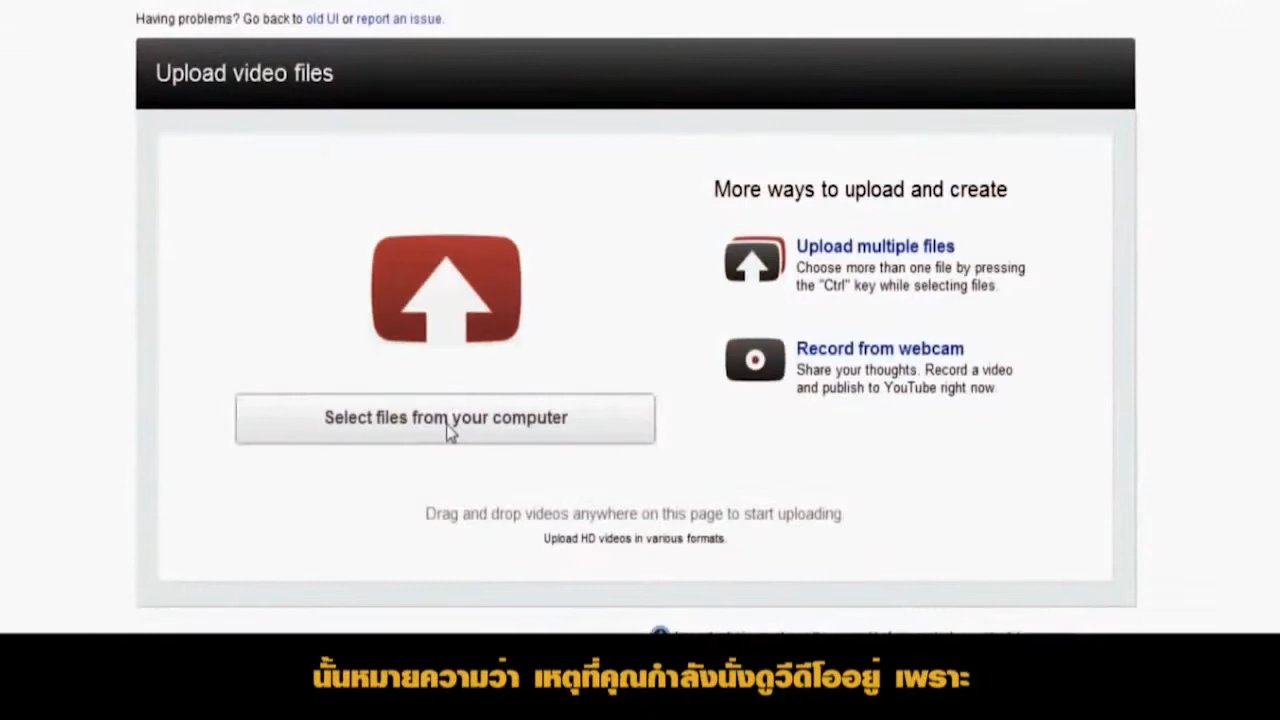 Having problems? Go back to old UI or report an issue.
Upload video files
More ways to upload and create
Upload multiple files
Choose more than one file by pressing
the "Ctrl" key while selecting files.
Record from webcam
Share your thoughts. Record a video
and publish to YouTube right now.
Select files from your computer
Drag and drop videos anywhere on this page to start uploading.
Upload HD videos in various formats.
นั้นหมายความว่า เหตุที่คุณกำลังนั่งดูวีดีโออยู่ เพราะ